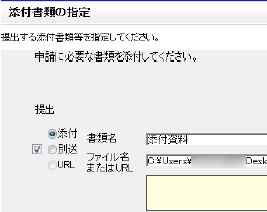 添付書類の指定
提出する添付書類等を指定してください。
申請に必要な書類を添付してください。
提出
添付
別送
URL
書類名 添付資料
ファイル名
またはURL
C:¥Users¥ Desk